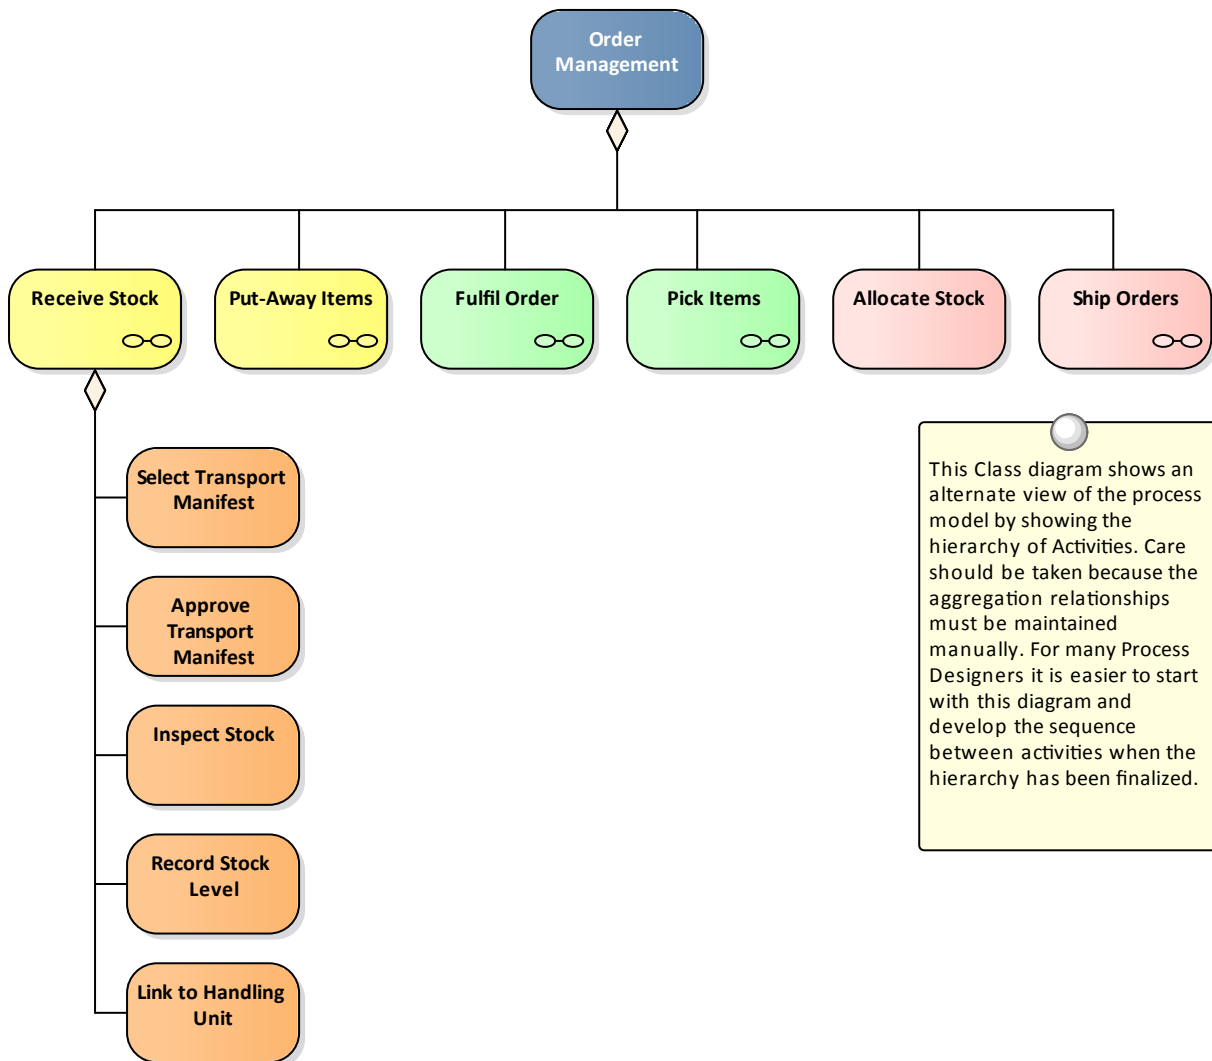 Order
Management
Receive Stock
Put-Away Items
Fulfil Order
Pick Items
Allocate Stock
Ship Orders
Select Transport
Manifest
Approve
Transport
Manifest
Inspect Stock
Record Stock
Level
Link to Handling
Unit
This Class diagram shows an
alternate view of the process
model by showing the
hierarchy of Activities. Care
should be taken because the
aggregation relationships
must be maintained
manually. For many Process
Designers it is easier to start
with this diagram and
develop the sequence
between activities when the
hierarchy has been finalized.